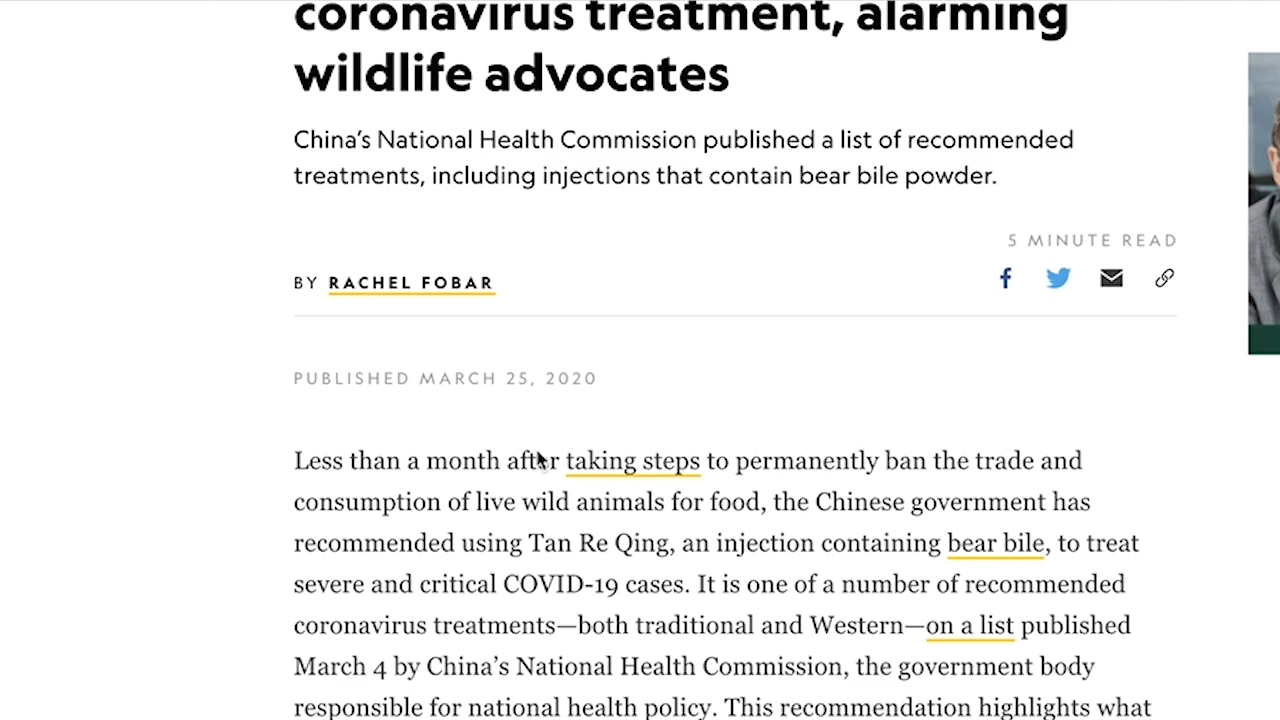 coronavirus treatment, alarming
wildlife advocates
China's National Health Commission published a list of recommended
treatments, including injections that contain bear bile powder.
5 MINUTE READ
BY RACHEL FOBAR
PUBLISHED MARCH 25, 2020
Less than a month after taking steps to permanently ban the trade and
consumption of live wild animals for food, the Chinese government has
recommended using Tan Re Qing, an injection containing bear bile, to treat
severe and critical COVID-19 cases. It is one of a number of recommended
coronavirus treatments—both traditional and Western—on a list published
March 4 by China's National Health Commission, the government body
responsible for national health policy. This recommendation highlights what